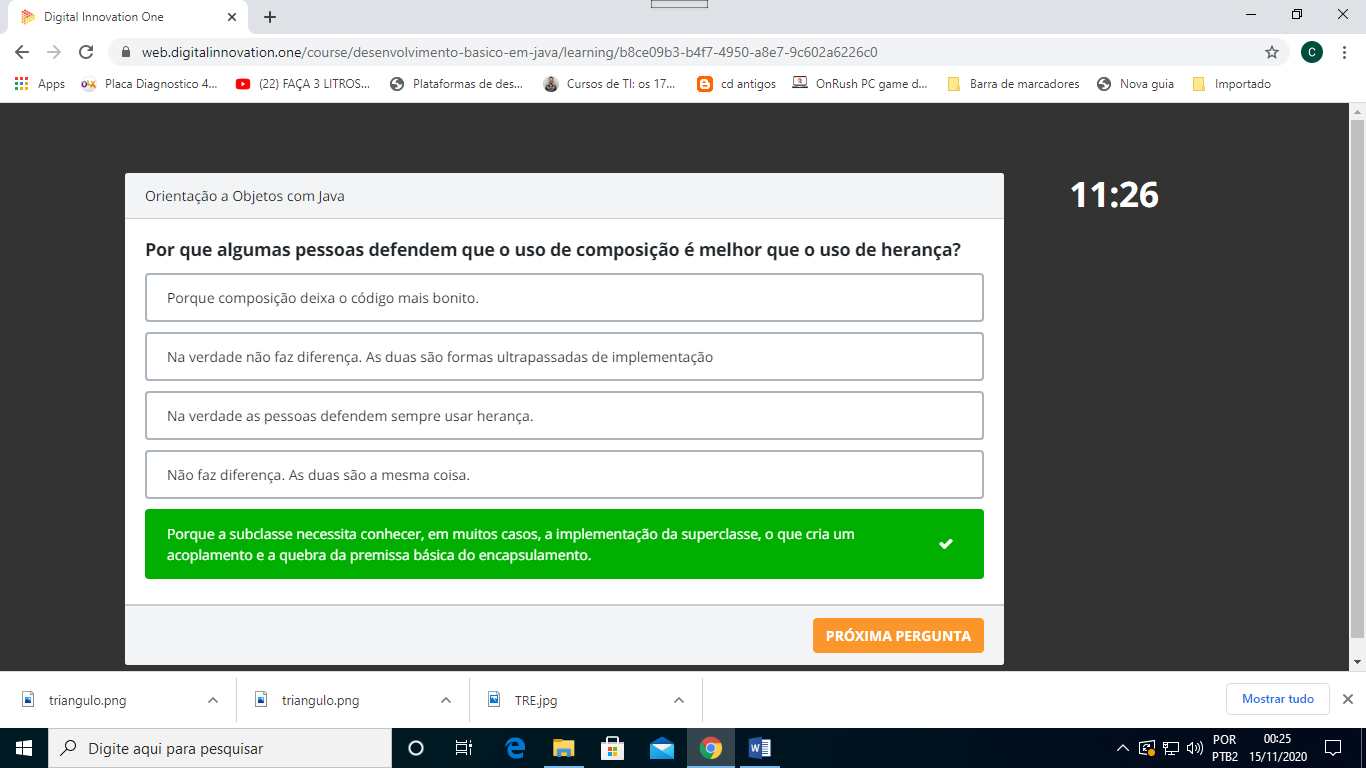 Digital Innovation One
web.digitalinnovation.one/course/desenvolvimento-basico-em-java/learning/b8ce09b3-b4f7-4950-a8e7-9c602a6226c0
C
Apps Placa Diagnostico 4... (22) FAÇA 3 LITROS... Plataformas de des... Cursos de TI: os 17... cd antigos OnRush PC game d... Barra de marcadores Nova guia Importado
Orientação a Objetos com Java
11:26
Por que algumas pessoas defendem que o uso de composição é melhor que o uso de herança?
Porque composição deixa o código mais bonito.
Na verdade não faz diferença. As duas são formas ultrapassadas de implementação
Na verdade as pessoas defendem sempre usar herança.
Não faz diferença. As duas são a mesma coisa.
Porque a subclasse necessita conhecer, em muitos casos, a implementação da superclasse, o que cria um
acoplamento e a quebra da premissa básica do encapsulamento.
PRÓXIMA PERGUNTA
triangulo.png triangulo.png TRE.jpg Mostrar tudo
Digite aqui para pesquisar
POR 00:25
PTB2 15/11/2020